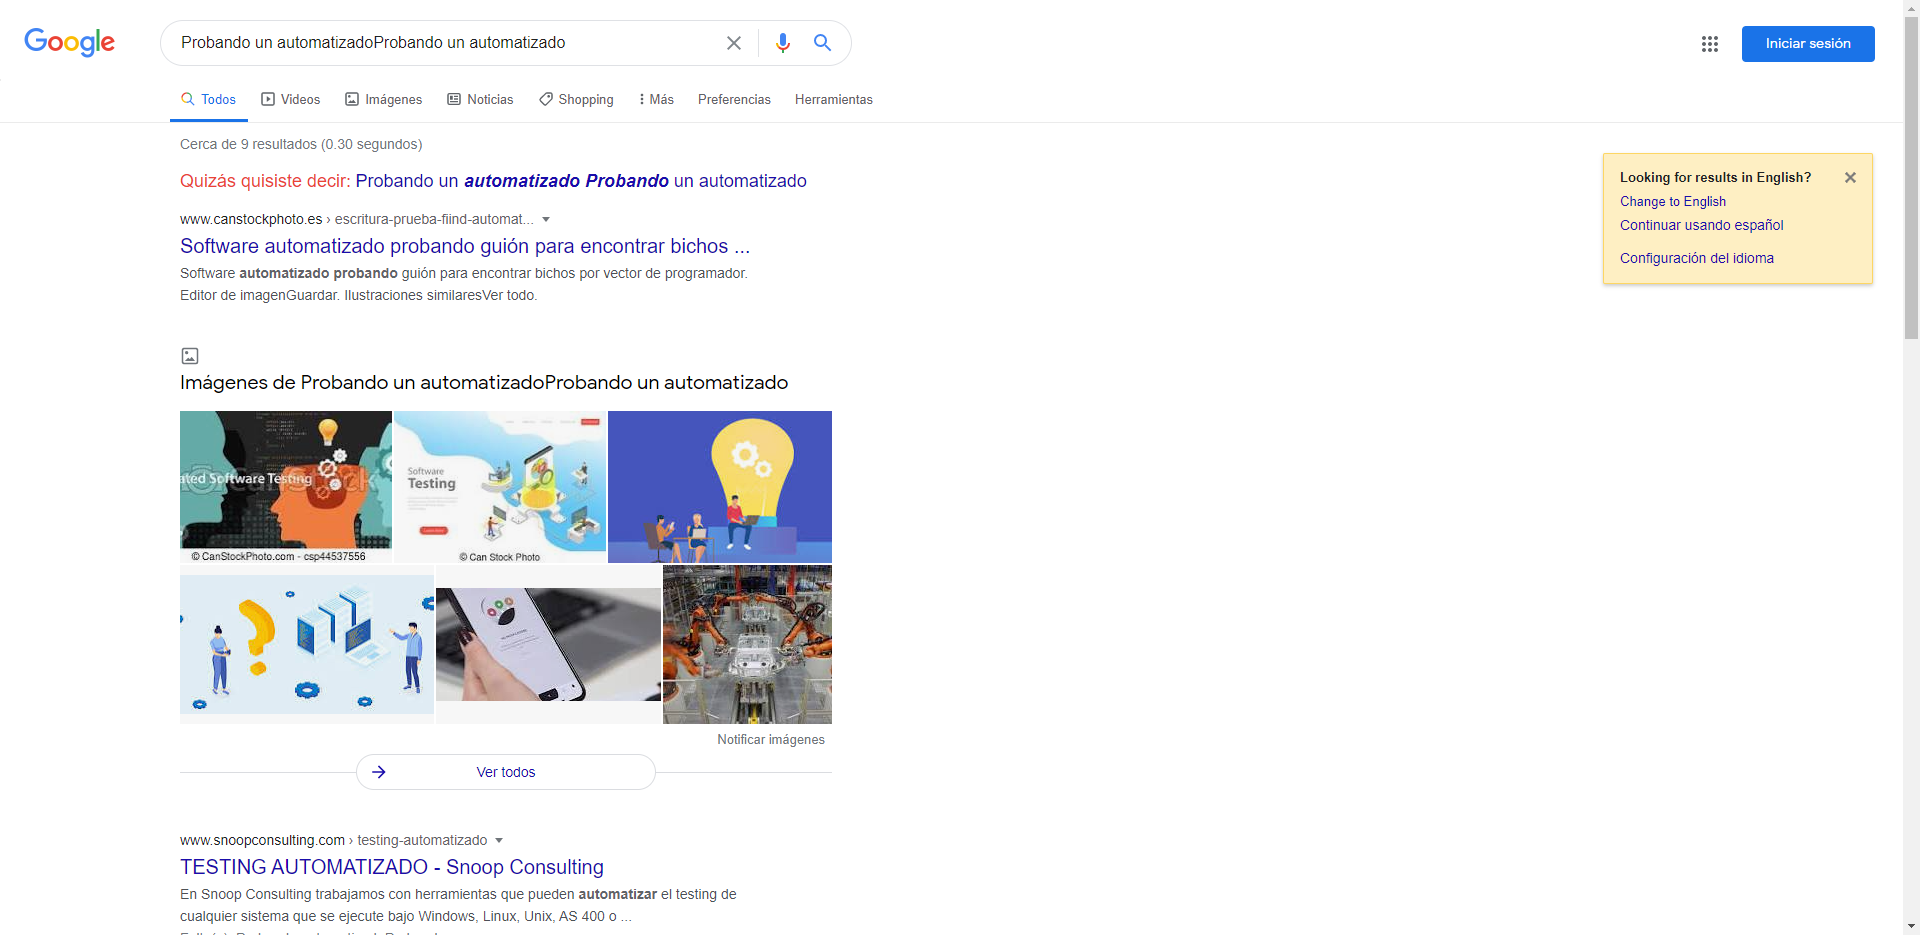 Google
Probando un automatizadoProbando un automatizado
Iniciar sesión
Todos
Videos
Imágenes
Noticias
Shopping
Más
Preferencias
Herramientas
Cerca de 9 resultados (0.30 segundos)
Quizás quisiste decir: Probando un automatizado Probando un automatizado
Looking for results in English?
Change to English
Continuar usando español
Configuración del idioma
www.canstockphoto.es › escritura-prueba-fiind-automat...
Software automatizado probando guión para encontrar bichos ...
Software automatizado probando guión para encontrar bichos por vector de programador.
Editor de imagenGuardar. Ilustraciones similaresVer todo.
Imágenes de Probando un automatizadoProbando un automatizado
ated Software Testing
© CanStockPhoto.com - csp44537556
Software
Testing
© Can Stock Photo
Notificar imágenes
Ver todos
www.snoopconsulting.com › testing-automatizado
TESTING AUTOMATIZADO - Snoop Consulting
En Snoop Consulting trabajamos con herramientas que pueden automatizar el testing de
cualquier sistema que se ejecute bajo Windows, Linux, Unix, AS 400 o ...